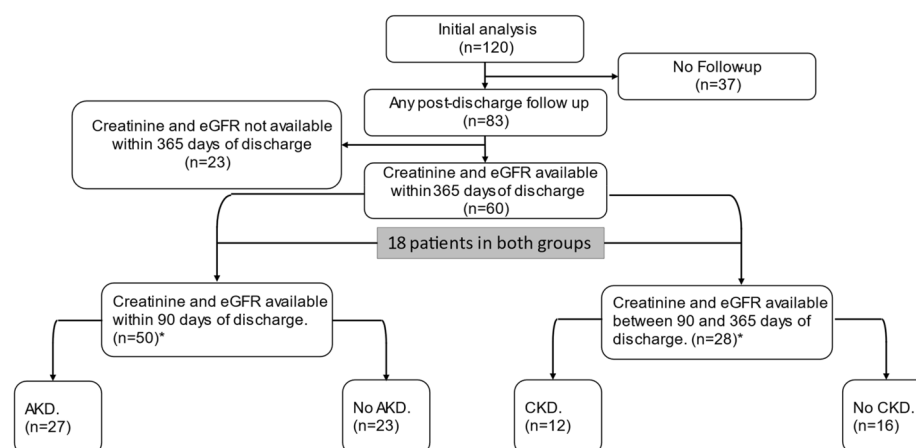 Initial analysis
(n=120)
No Follow-up
(n=37)
Any post-discharge follow up
(n=83)
Creatinine and eGFR not available
within 365 days of discharge
(n=23)
Creatinine and eGFR available
within 365 days of discharge
(n=60)
18 patients in both groups
Creatinine and eGFR available
within 90 days of discharge.
(n=50)*
Creatinine and eGFR available
between 90 and 365 days of
discharge. (n=28)*
AKD.
(n=27)
No AKD.
(n=23)
CKD.
(n=12)
No CKD.
(n=16)